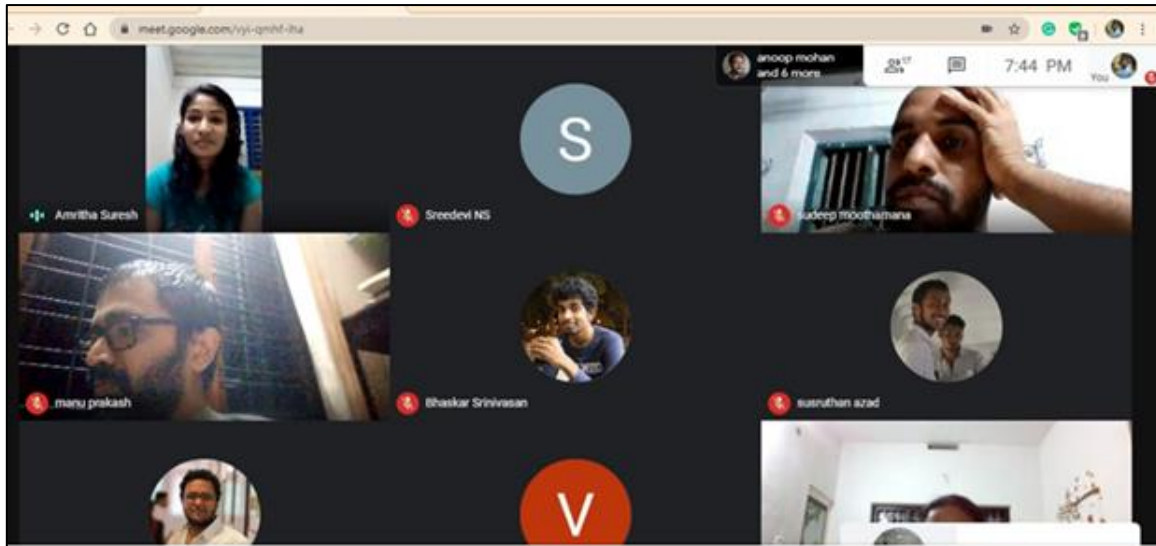 meet.google.com/vyi-qmhf-iha
anoop mohan
and 6 more
17
7:44 PM
You
Amritha Suresh
S
Sreedevi NS
sudeep moothamana
manu prakash
Bhaskar Srinivasan
susruthan azad
V